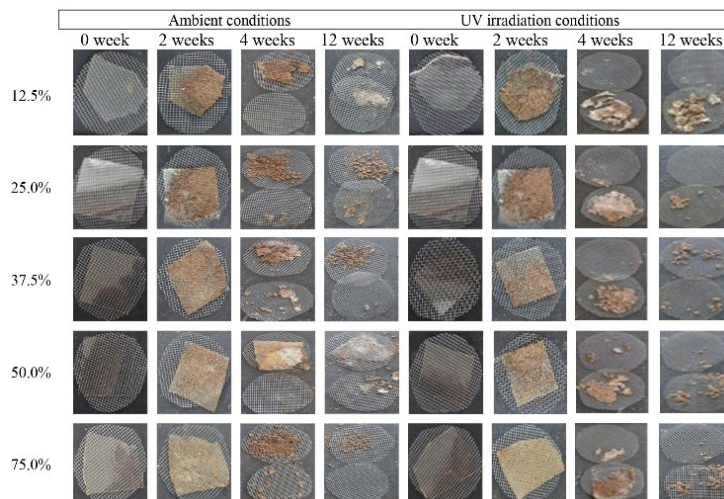 Ambient conditions UV irradiation conditions
0 week 2 weeks 4 weeks 12 weeks 0 week 2 weeks 4 weeks 12 weeks
12.5%
25.0%
37.5%
50.0%
75.0%